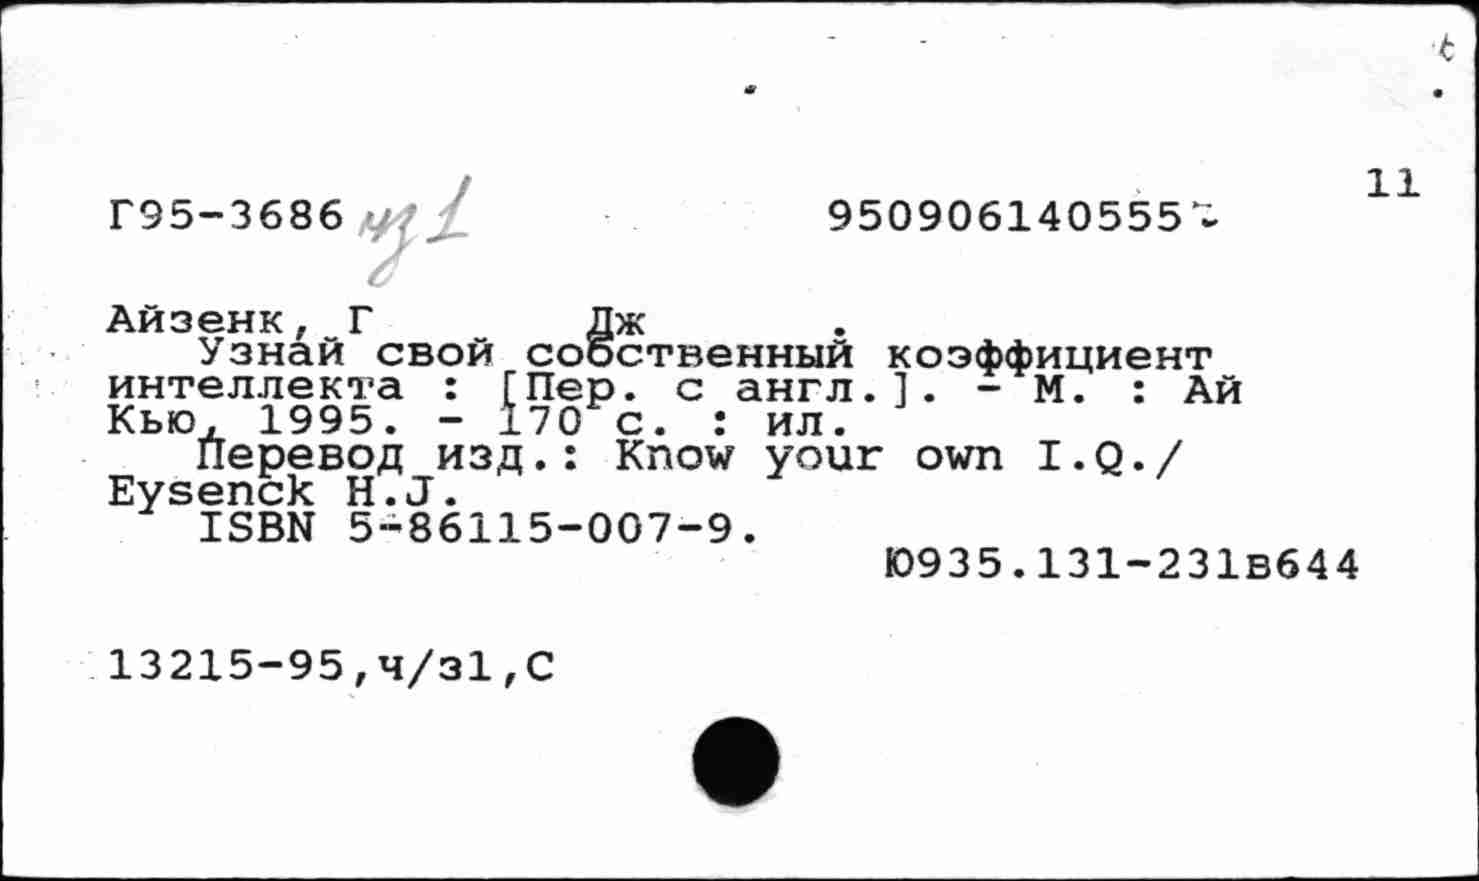 11
Г95-3686 чз1 950906140555
Айзенк, Г Дж .
Узнай свой собственный коэффициент
интеллекта : [Пер. с англ.]. - М. : Ай
Кью, 1995. - 170 с. : ил.
Перевод изд.: Know your own I.Q./
Eysenck H.J.
ISBN 5-86115-007-9.
Ю935.131-231в644
13215-95,ч/з1,С